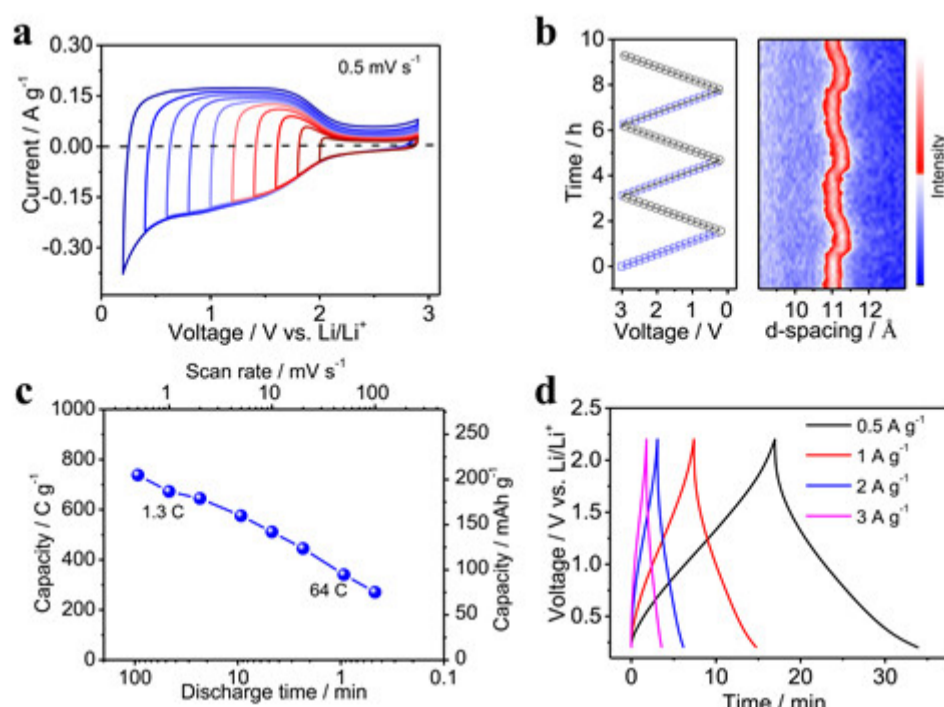 a
0.30
0.15
0.00
-0.15
-0.30
Current / A g⁻¹
0.5 mV s⁻¹
0
1
2
3
Voltage / V vs. Li/Li⁺
b
10
8
6
4
2
0
Time / h
3
2
1
0
Voltage / V
10
11
12
d-spacing / Å
Intensity
c
Scan rate / mV s⁻¹
1
10
100
1000
800
600
400
200
0
Capacity / C g⁻¹
1.3 C
64 C
250
200
150
100
75
50
25
0
Capacity / mAh g⁻¹
100
10
1
0.1
Discharge time / min
d
2.5
2.0
1.5
1.0
0.5
Voltage / V vs. Li/Li⁺
0.5 A g⁻¹
1 A g⁻¹
2 A g⁻¹
3 A g⁻¹
0
10
20
30
Time / min